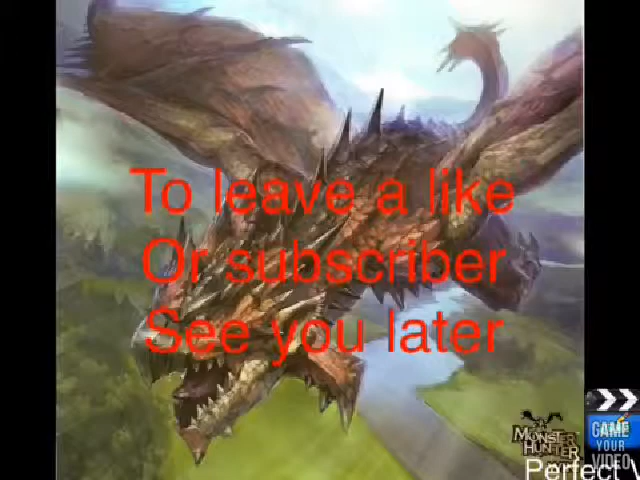 To leave a like
Or subscriber
See you later
MONSTER
HUNTER
GAME
YOUR
VIDEO
Perfect V